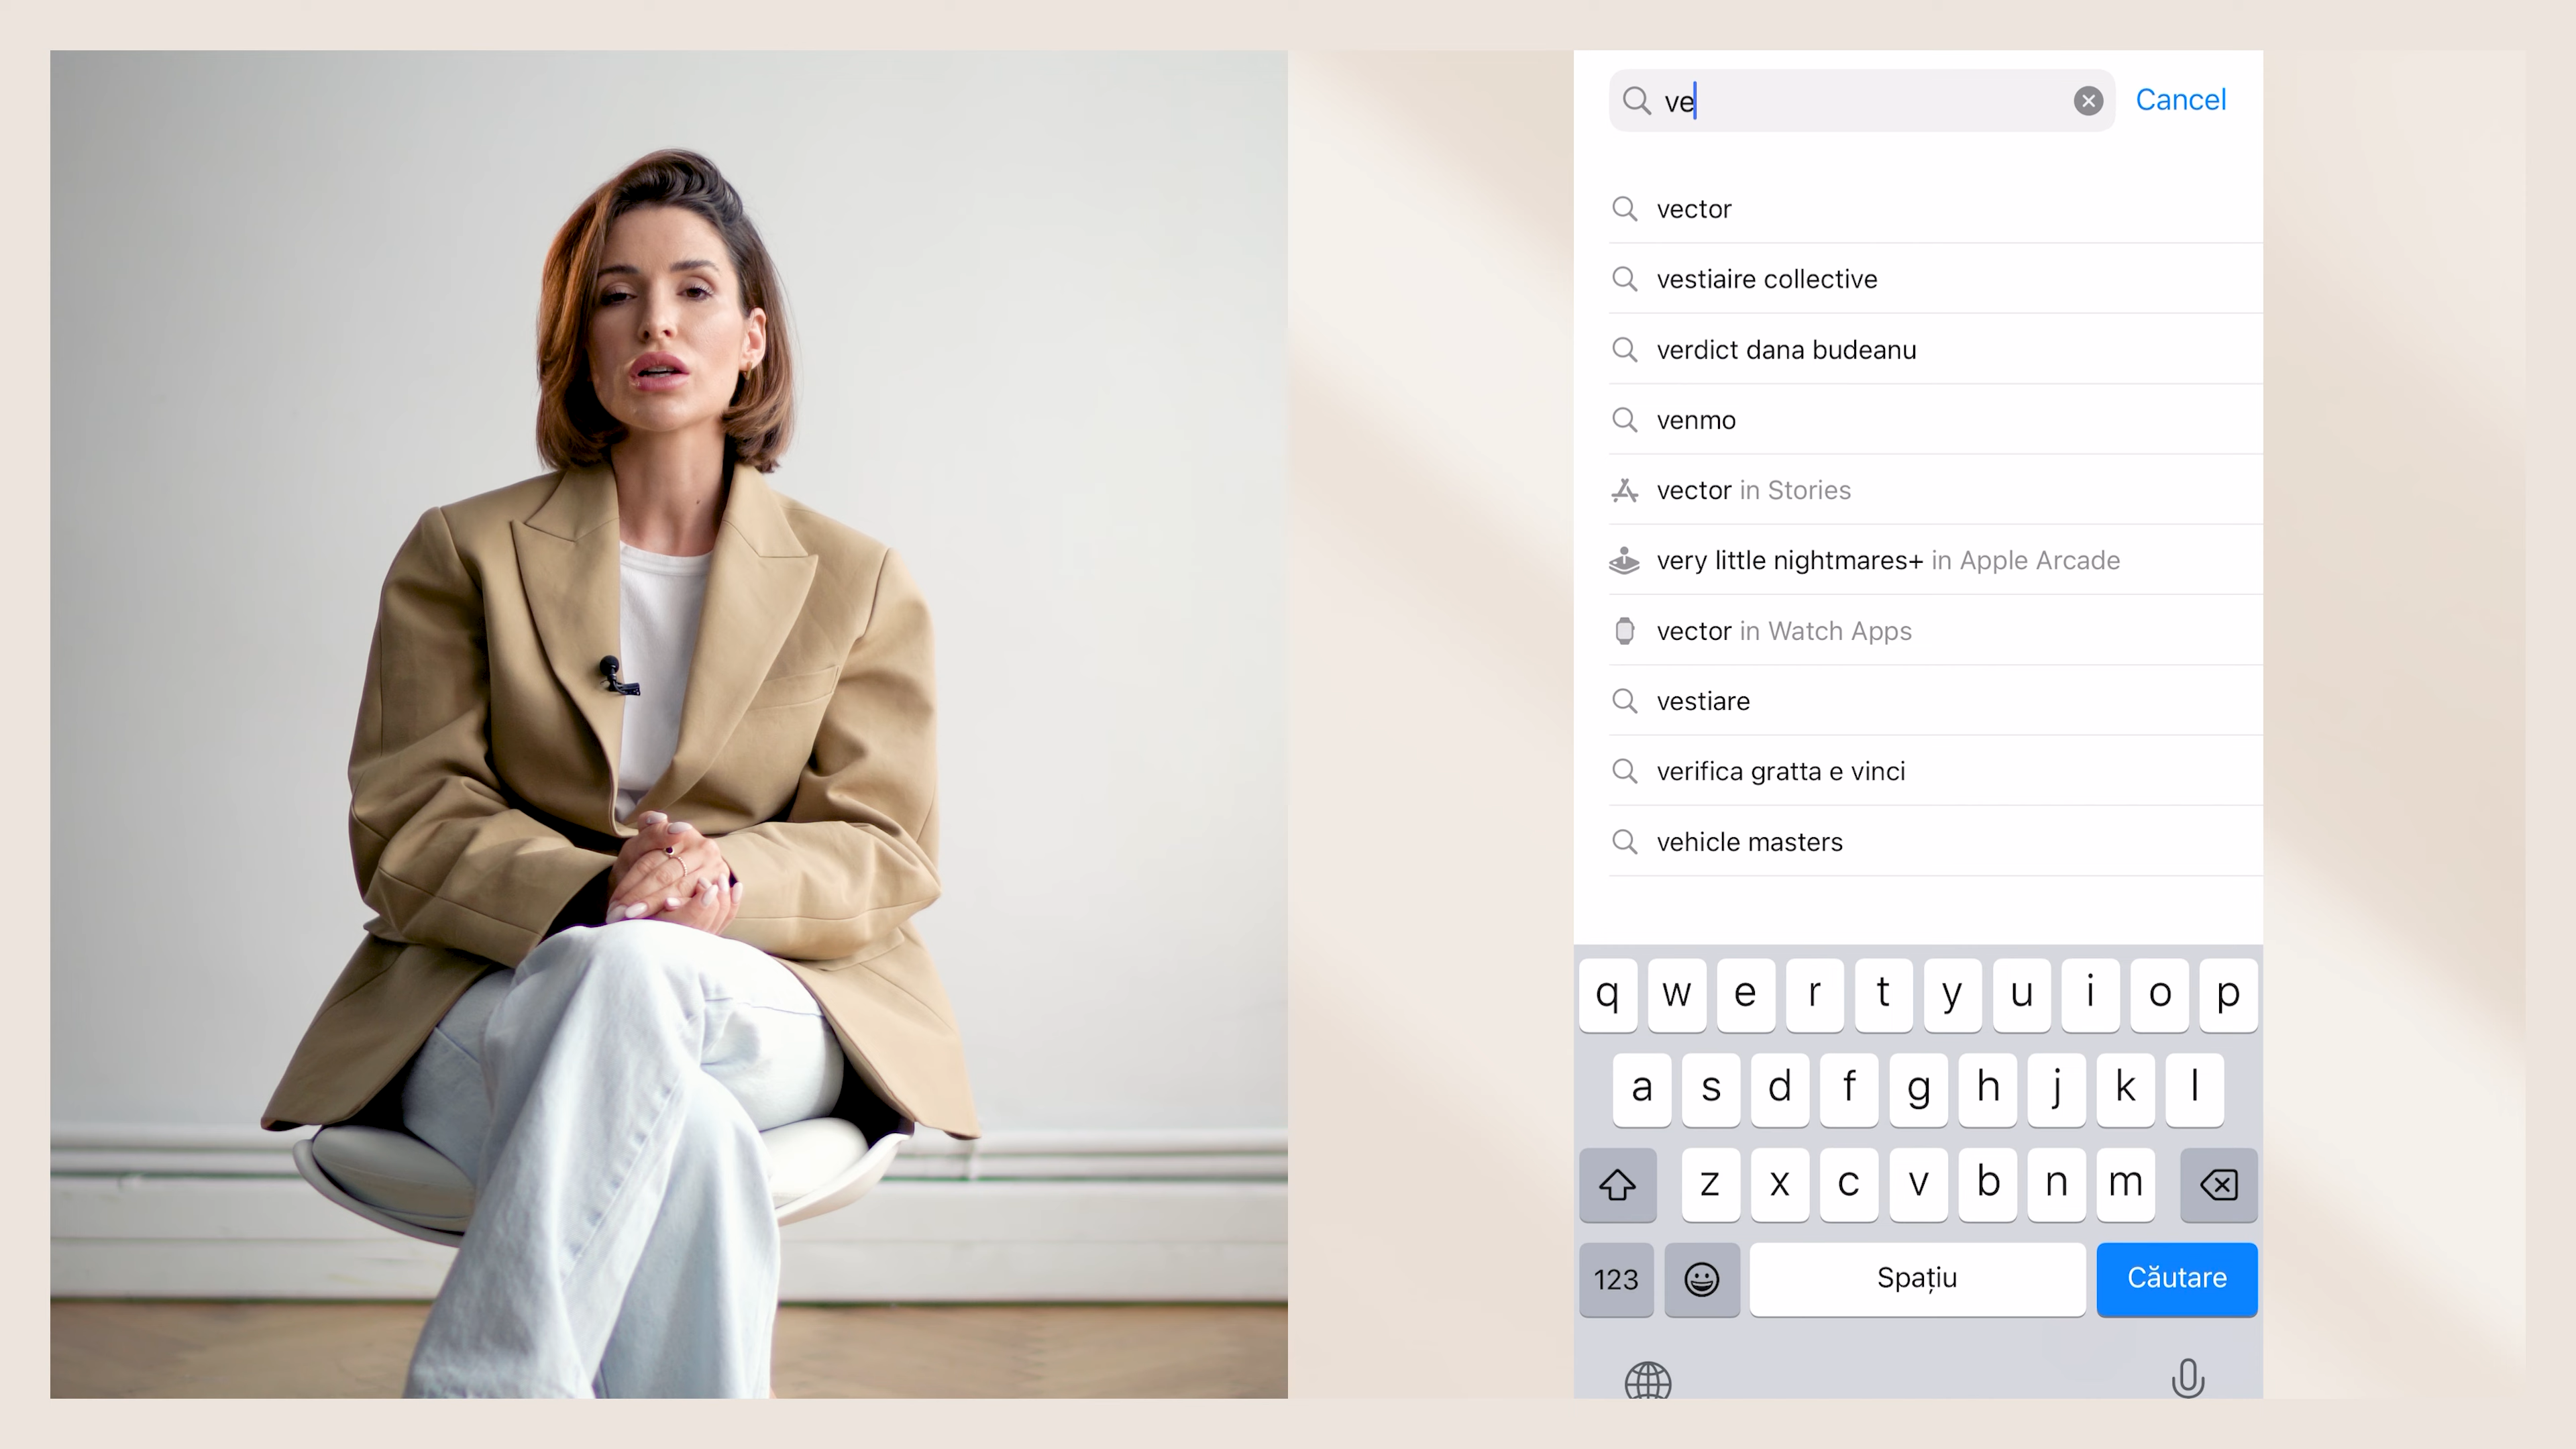 ve
Cancel
vector
vestiaire collective
verdict dana budeanu
venmo
vector in Stories
very little nightmares+ in Apple Arcade
vector in Watch Apps
vestiare
verifica gratta e vinci
vehicle masters
q w e r t y u i o p
a s d f g h j k l
z x c v b n m
123 Spațiu Căutare